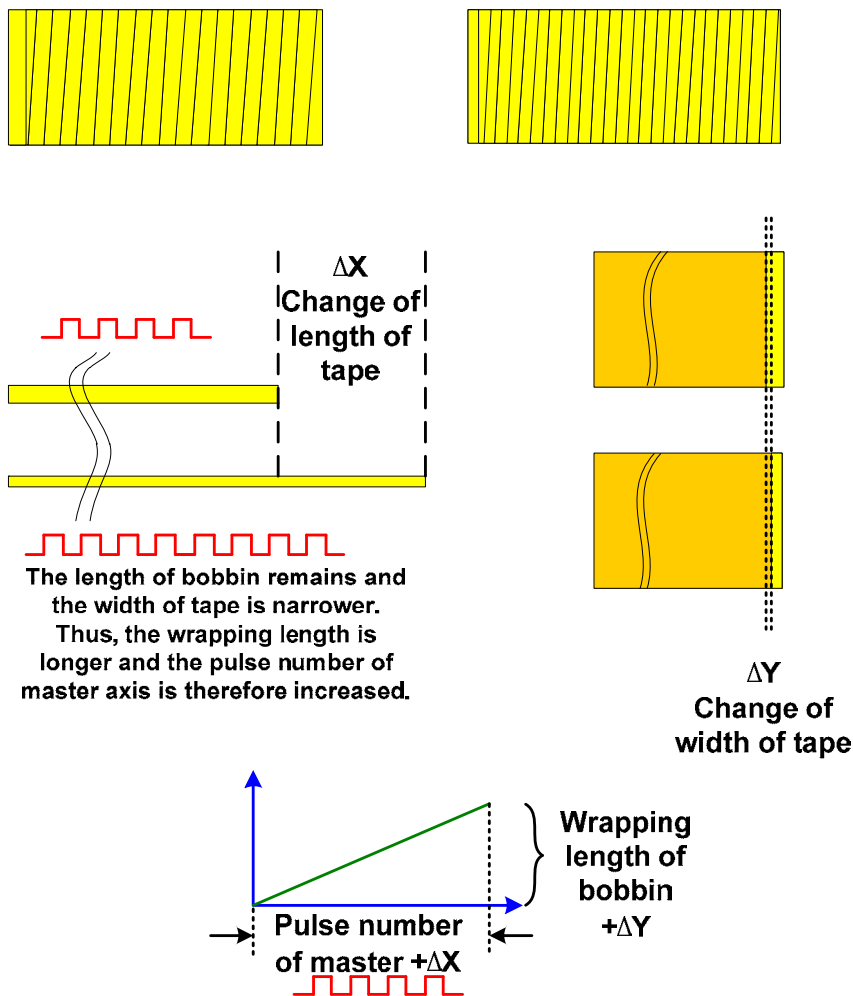 ΔX
Change of
length of
tape
The length of bobbin remains and
the width of tape is narrower.
Thus, the wrapping length is
longer and the pulse number of
master axis is therefore increased.
ΔY
Change of
width of tape
Wrapping
length of
bobbin
+ΔY
Pulse number
of master +ΔX